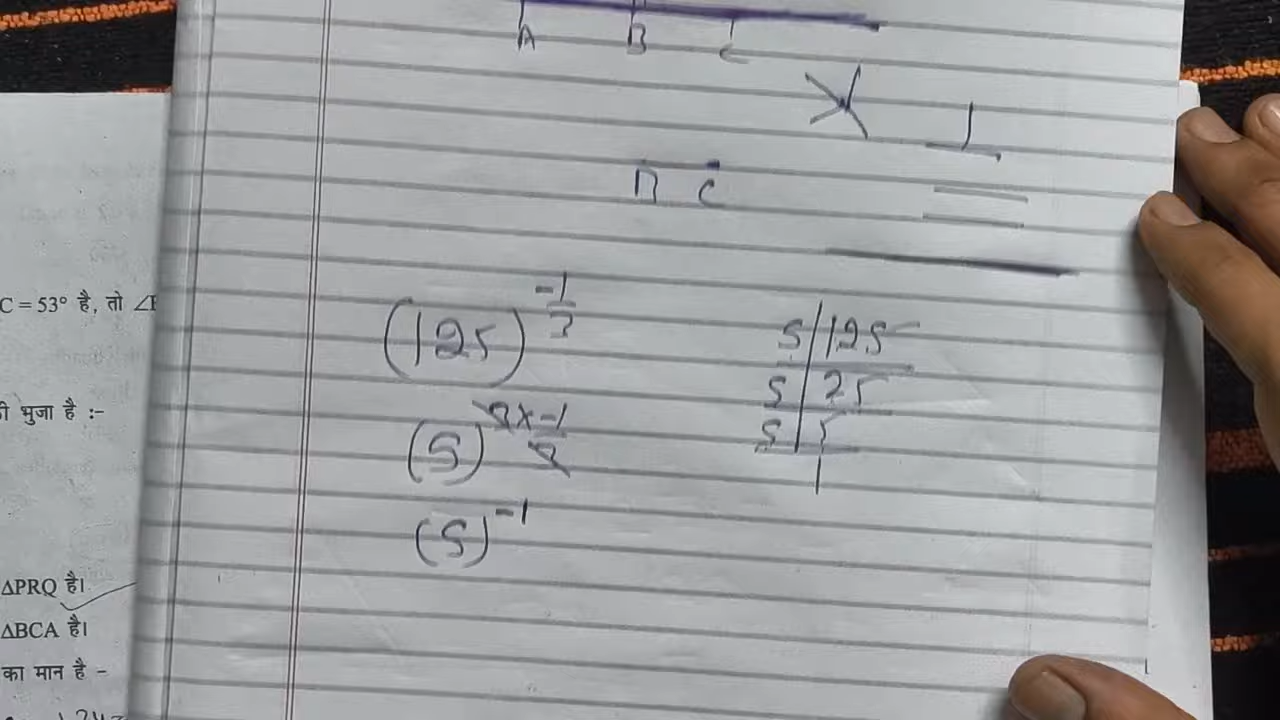 A B C
B C
C = 53° है, तो ∠
(125)^{-1/3}
5 | 125
5 | 25
5 | 5
1
(5)^{3×-1/3}
(5)^{-1}
भुजा है :-
ΔPRQ है।
ΔBCA है।
का मान है -